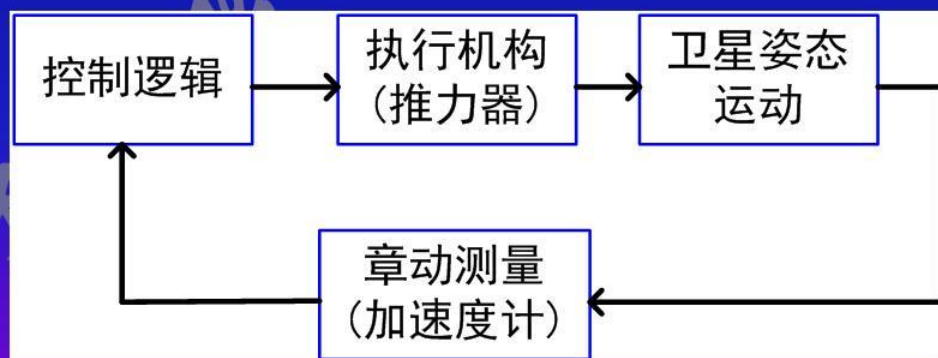 控制逻辑
执行机构
(推力器)
卫星姿态
运动
章动测量
(加速度计)